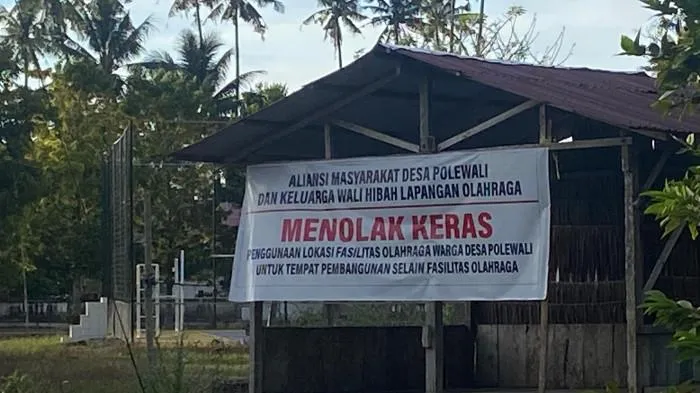 ALIANSI MASYARAKAT DESA POLEWALI
DAN KELUARGA WALI HIBAH LAPANGAN OLAHRAGA
MENOLAK KERAS
PENGGUNAAN LOKASI FASILITAS OLAHRAGA WARGA DESA POLEWALI
UNTUK TEMPAT PEMBANGUNAN SELAIN FASILITAS OLAHRAGA